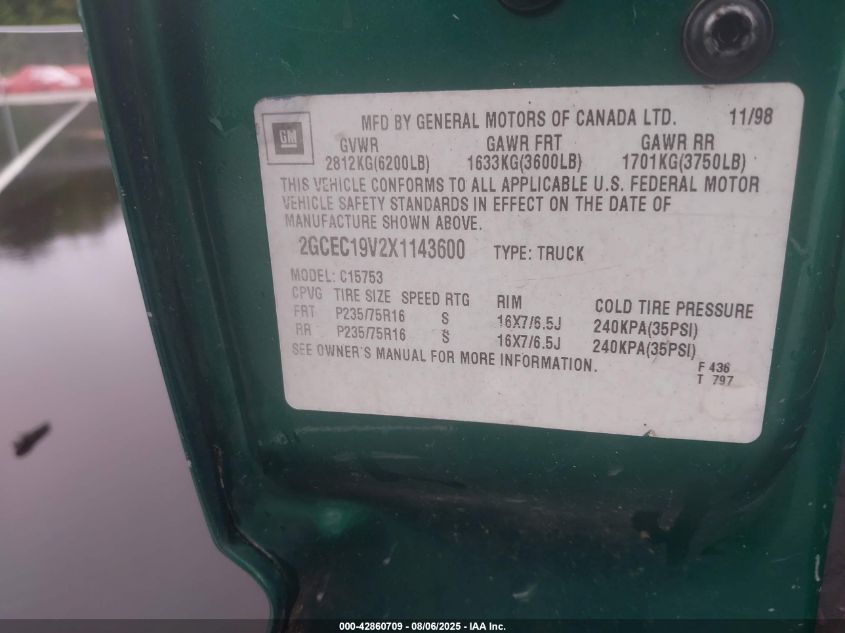 GM
MFD BY GENERAL MOTORS OF CANADA LTD. 11/98
GVWR GAWR FRT GAWR RR
2812KG(6200LB) 1633KG(3600LB) 1701KG(3750LB)
THIS VEHICLE CONFORMS TO ALL APPLICABLE U.S. FEDERAL MOTOR
VEHICLE SAFETY STANDARDS IN EFFECT ON THE DATE OF
MANUFACTURE SHOWN ABOVE.
2GCEC19V2X1143600 TYPE: TRUCK
MODEL: C15753
CPVG TIRE SIZE SPEED RTG RIM COLD TIRE PRESSURE
FRT P235/75R16 S 16X7/6.5J 240KPA(35PSI)
RR P235/75R16 S 16X7/6.5J 240KPA(35PSI)
SEE OWNER'S MANUAL FOR MORE INFORMATION.
F 436
T 797
000-42860709 - 08/06/2025 - IAA Inc.